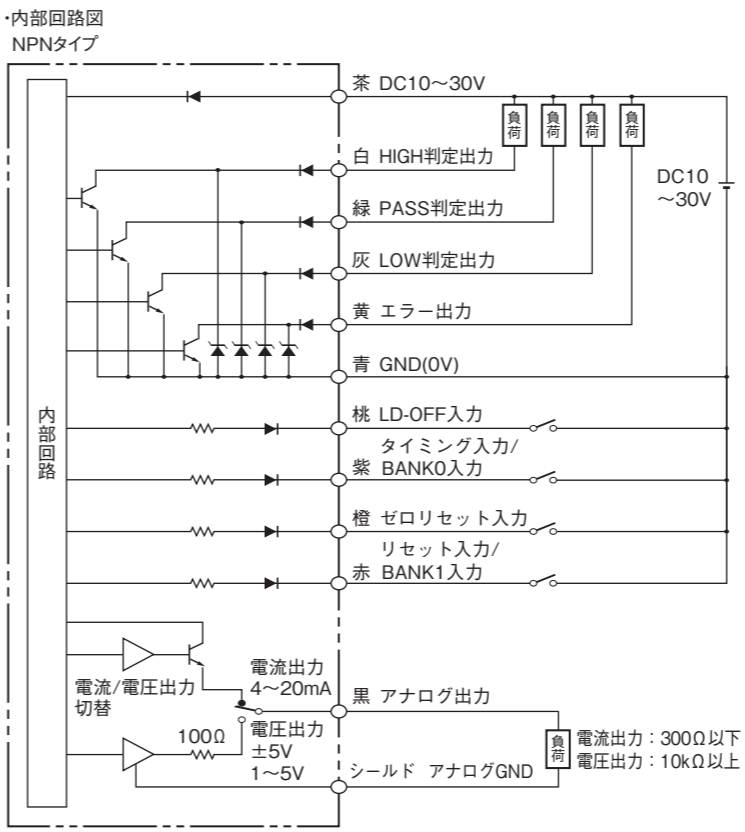 ・内部回路図
NPNタイプ
茶 DC10～30V
負荷 負荷 負荷 負荷
白 HIGH判定出力
DC10
～30V
緑 PASS判定出力
灰 LOW判定出力
黄 エラー出力
青 GND(0V)
内部回路
桃 LD-OFF入力
タイミング入力/
紫 BANK0入力
橙 ゼロリセット入力
リセット入力/
赤 BANK1入力
電流/電圧出力
切替
電流出力
4～20mA
黒 アナログ出力
100Ω
電圧出力
±5V
1～5V
負荷
電流出力：300Ω以下
電圧出力：10kΩ以上
シールド アナログGND